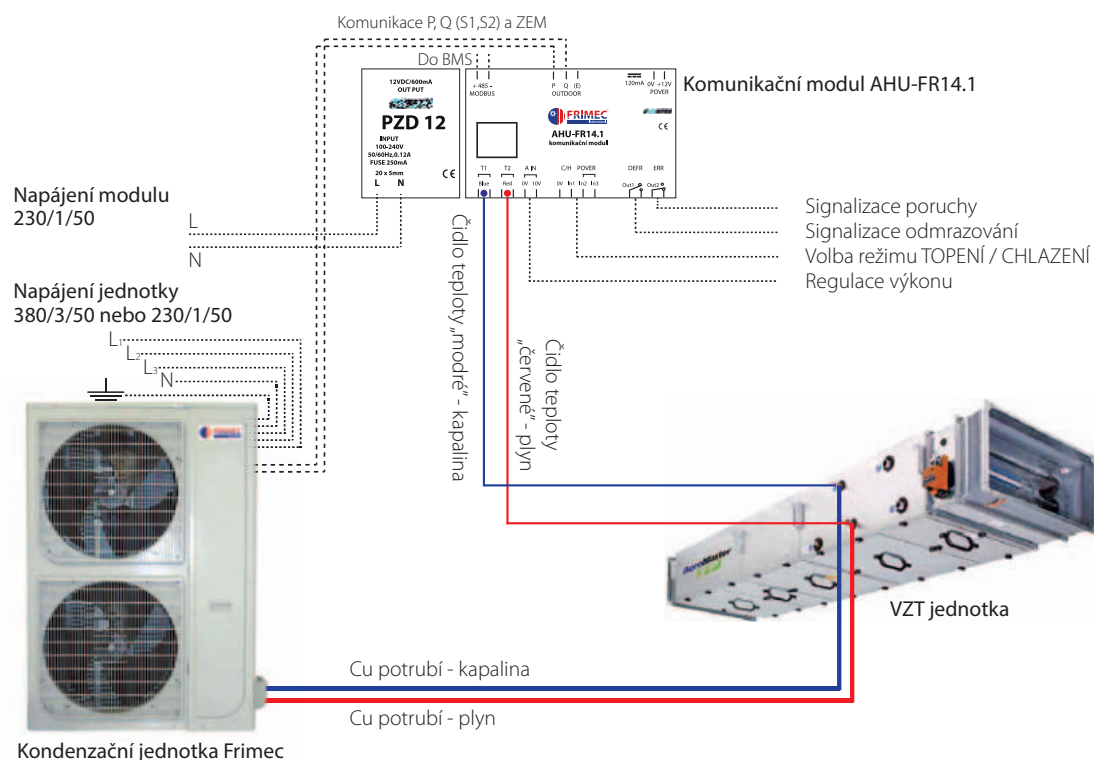 Komunikace P, Q (S1,S2) a ZEM
Do BMS
12VDC/600mA
OUT PUT
PZD 12
INPUT
100-240V
50/60Hz,0.12A
FUSE 250mA
20 x 5mm
L N
CE
+ 485 -
MODBUS
P Q (E)
OUTDOOR
120mA 0V +12V
POVER
FRIMEC
AHU-FR14.1
komunikační modul
CE
T1 T2 A IN C/H POVER DEFR ERR
Blue Red 0V 10V 0V In1 In2 In3 Out1 Out2
Komunikační modul AHU-FR14.1
Napájení modulu
230/1/50
L
N
Signalizace poruchy
Signalizace odmrazování
Volba režimu TOPENÍ / CHLAZENÍ
Regulace výkonu
Napájení jednotky
380/3/50 nebo 230/1/50
L1
L2
L3
N
Čidlo teploty
„modré" - kapalina
Čidlo teploty
„červené" - plyn
FRIMEC
AeroMaster
VZT jednotka
Cu potrubí - kapalina
Cu potrubí - plyn
Kondenzační jednotka Frimec